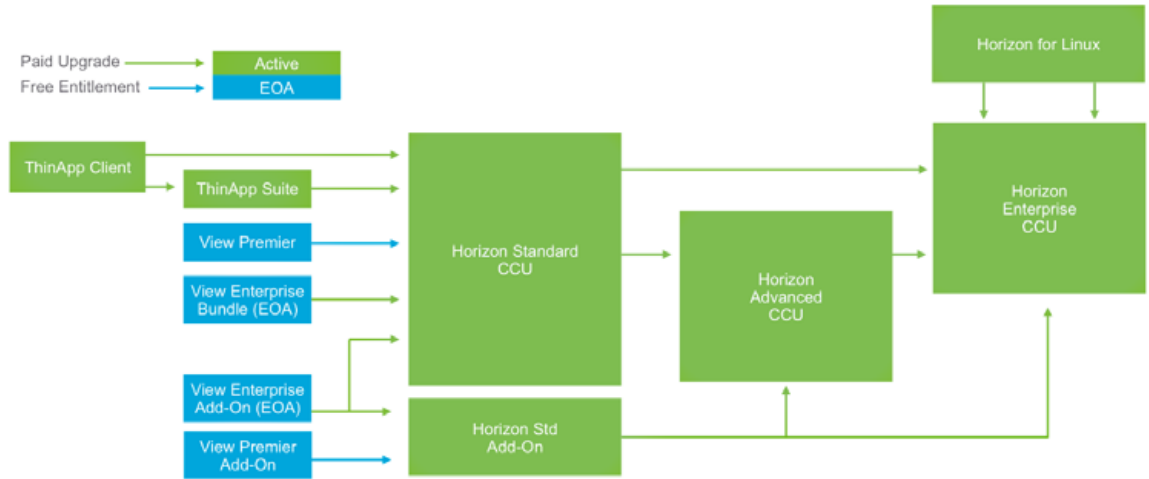 Horizon for Linux
Paid Upgrade
Active
Free Entitlement
EOA
ThinApp Client
ThinApp Suite
View Premier
View Enterprise
Bundle (EOA)
View Enterprise
Add-On (EOA)
View Premier
Add-On
Horizon Standard
CCU
Horizon Std
Add-On
Horizon
Advanced
CCU
Horizon
Enterprise
CCU